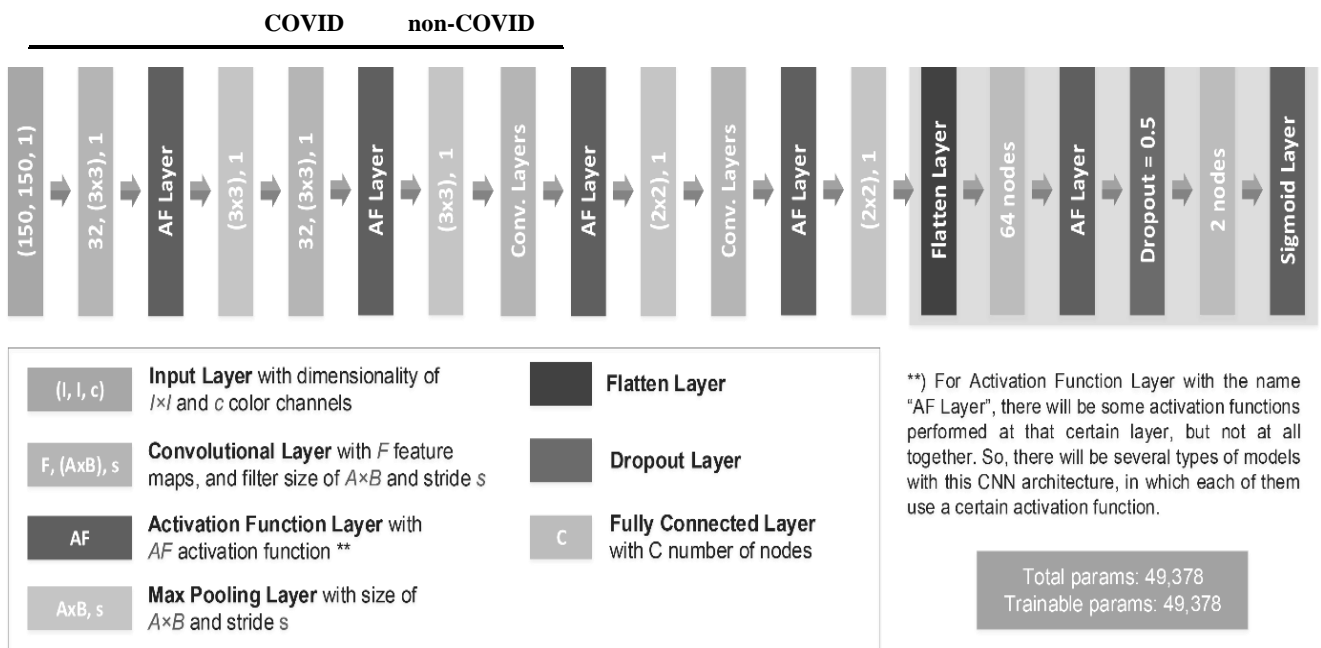 COVID non-COVID
(150, 150, 1)
32, (3x3), 1
AF Layer
(3x3), 1
32, (3x3), 1
AF Layer
(3x3), 1
Conv. Layers
AF Layer
(2x2), 1
Conv. Layers
AF Layer
(2x2), 1
Flatten Layer
64 nodes
AF Layer
Dropout = 0.5
2 nodes
Sigmoid Layer
(I, I, c)
Input Layer with dimensionality of
I×I and c color channels
F, (AxB), s
Convolutional Layer with F feature
maps, and filter size of A×B and stride s
AF
Activation Function Layer with
AF activation function **
AxB, s
Max Pooling Layer with size of
A×B and stride s
Flatten Layer
Dropout Layer
C
Fully Connected Layer
with C number of nodes
**) For Activation Function Layer with the name
“AF Layer”, there will be some activation functions
performed at that certain layer, but not at all
together. So, there will be several types of models
with this CNN architecture, in which each of them
use a certain activation function.
Total params: 49,378
Trainable params: 49,378